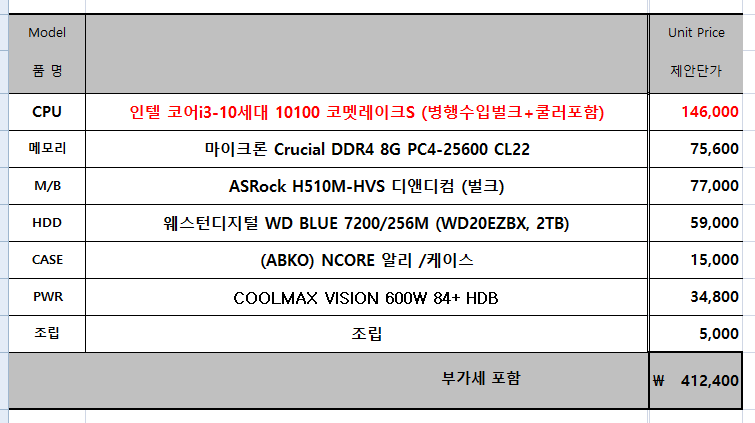 Model Unit Price
품 명 제안단가
CPU 인텔 코어i3-10세대 10100 코멧레이크S (병행수입벌크+쿨러포함) 146,000
메모리 마이크론 Crucial DDR4 8G PC4-25600 CL22 75,600
M/B ASRock H510M-HVS 디앤디컴 (벌크) 77,000
HDD 웨스턴디지털 WD BLUE 7200/256M (WD20EZBX, 2TB) 59,000
CASE (ABKO) NCORE 알리 /케이스 15,000
PWR COOLMAX VISION 600W 84+ HDB 34,800
조립 조립 5,000
부가세 포함 ₩ 412,400